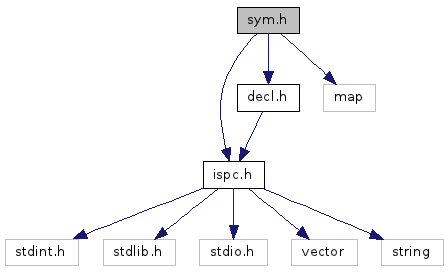 sym.h
decl.h
map
ispc.h
stdint.h
stdlib.h
stdio.h
vector
string